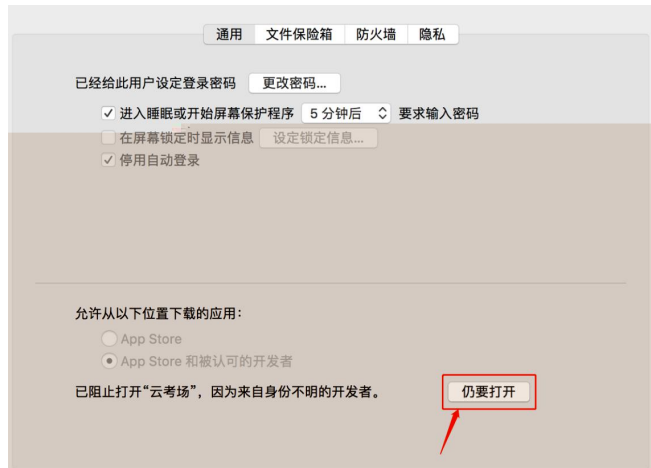 通用 文件保险箱 防火墙 隐私
已经给此用户设定登录密码 更改密码...
进入睡眠或开始屏幕保护程序 5 分钟后 要求输入密码
在屏幕锁定时显示信息 设定锁定信息...
停用自动登录
允许从以下位置下载的应用：
App Store
App Store 和被认可的开发者
已阻止打开“云考场”，因为来自身份不明的开发者。 仍要打开